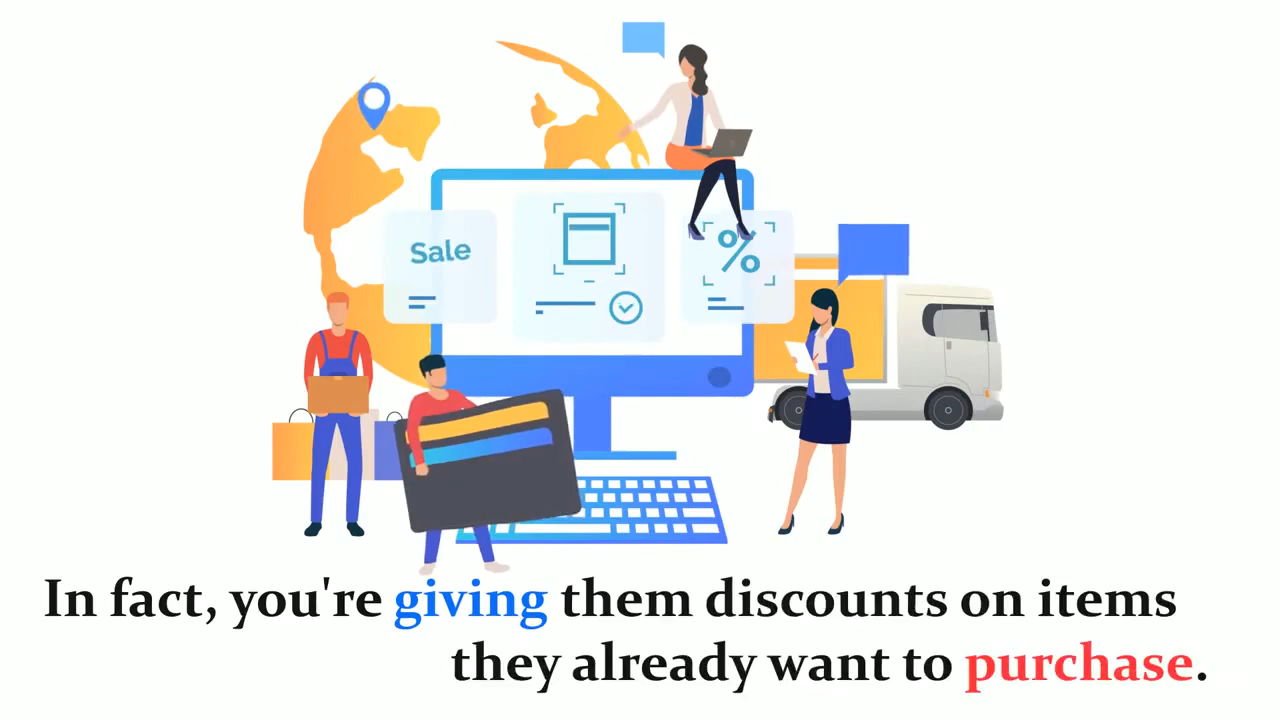 Sale
%
In fact, you're giving them discounts on items
they already want to purchase.